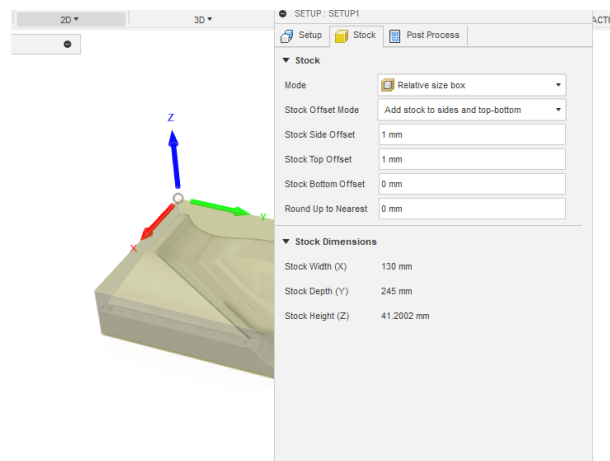 2D ▾
3D ▾
SETUP : SETUP1
ACTI
Setup
Stock
Post Process
▼ Stock
Mode
Relative size box
Stock Offset Mode
Add stock to sides and top-bottom
Stock Side Offset
1 mm
Stock Top Offset
1 mm
Stock Bottom Offset
0 mm
Round Up to Nearest
0 mm
▼ Stock Dimensions
Stock Width (X)
130 mm
Stock Depth (Y)
245 mm
Stock Height (Z)
41.2002 mm
Z
Y
X